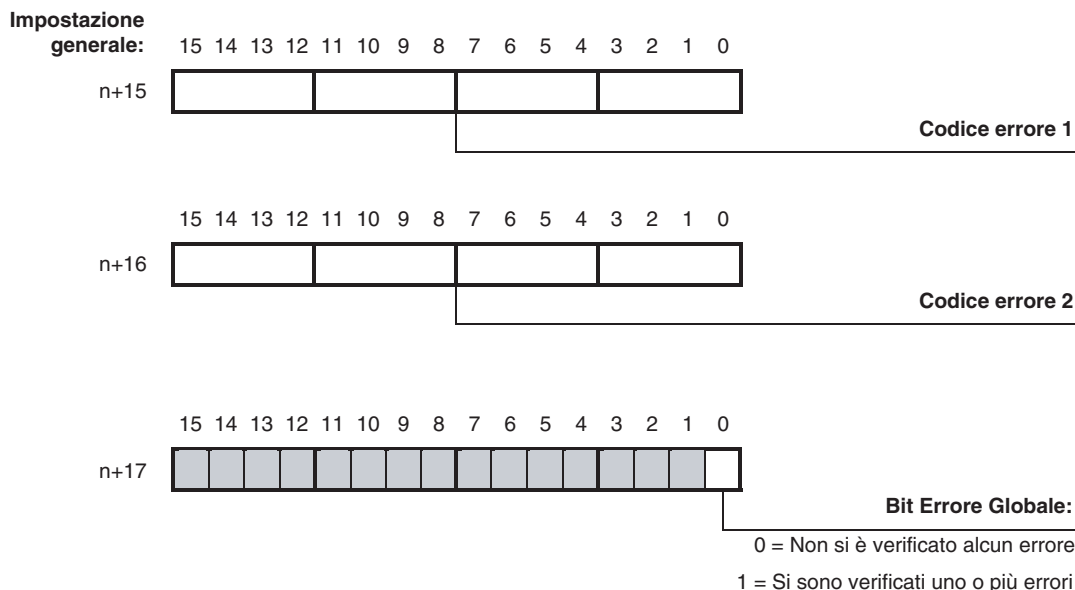 Impostazione
generale:
15 14 13 12 11 10 9 8 7 6 5 4 3 2 1 0
n+15
Codice errore 1
15 14 13 12 11 10 9 8 7 6 5 4 3 2 1 0
n+16
Codice errore 2
15 14 13 12 11 10 9 8 7 6 5 4 3 2 1 0
n+17
Bit Errore Globale:
0 = Non si è verificato alcun errore
1 = Si sono verificati uno o più errori